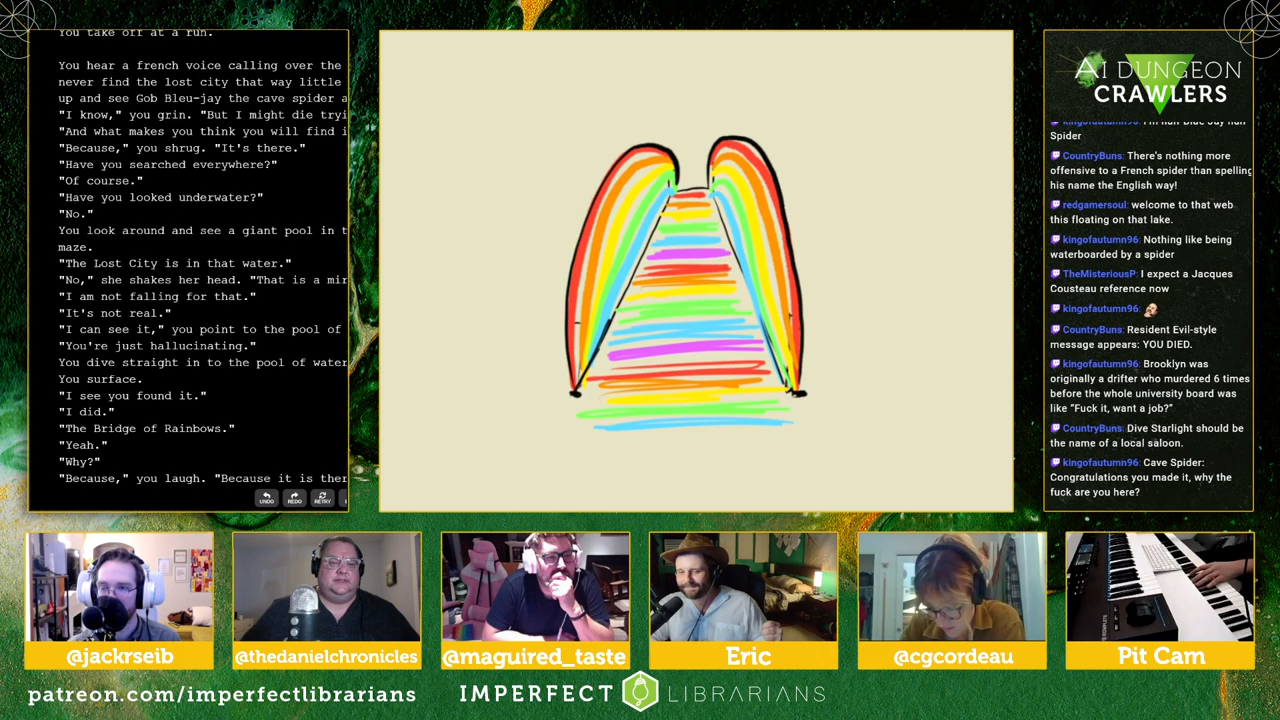 You take off at a run.
You hear a french voice calling over the
never find the lost city that way little
up and see Gob Bleu-jay the cave spider a
"I know," you grin. "But I might die tryi
"And what makes you think you will find i
"Because," you shrug. "It's there."
"Have you searched everywhere?"
"Of course."
"Have you looked underwater?"
"No."
You look around and see a giant pool in t
maze.
"The Lost City is in that water."
"No," she shakes her head. "That is a mir
"I am not falling for that."
"It's not real."
"I can see it," you point to the pool of
"You're just hallucinating."
You dive straight in to the pool of water
You surface.
"I see you found it."
"I did."
"The Bridge of Rainbows."
"Yeah."
"Why?"
"Because," you laugh. "Because it is ther
UNDO REDO RETRY
AI DUNGEON
CRAWLERS
Spider
CountryBuns: There's nothing more
offensive to a French spider than spelling
his name the English way!
redgamersoul: welcome to that web
this floating on that lake.
kingofautumn96: Nothing like being
waterboarded by a spider
TheMisteriousP: I expect a Jacques
Cousteau reference now
kingofautumn96:
CountryBuns: Resident Evil-style
message appears: YOU DIED.
kingofautumn96: Brooklyn was
originally a drifter who murdered 6 times
before the whole university board was
like "Fuck it, want a job?"
CountryBuns: Dive Starlight should be
the name of a local saloon.
kingofautumn96: Cave Spider:
Congratulations you made it, why the
fuck are you here?
@jackrseib
@thedanielchronicles
@maguired_taste
Eric
@cgcordeau
Pit Cam
patreon.com/imperfectlibrarians
IMPERFECT LIBRARIANS